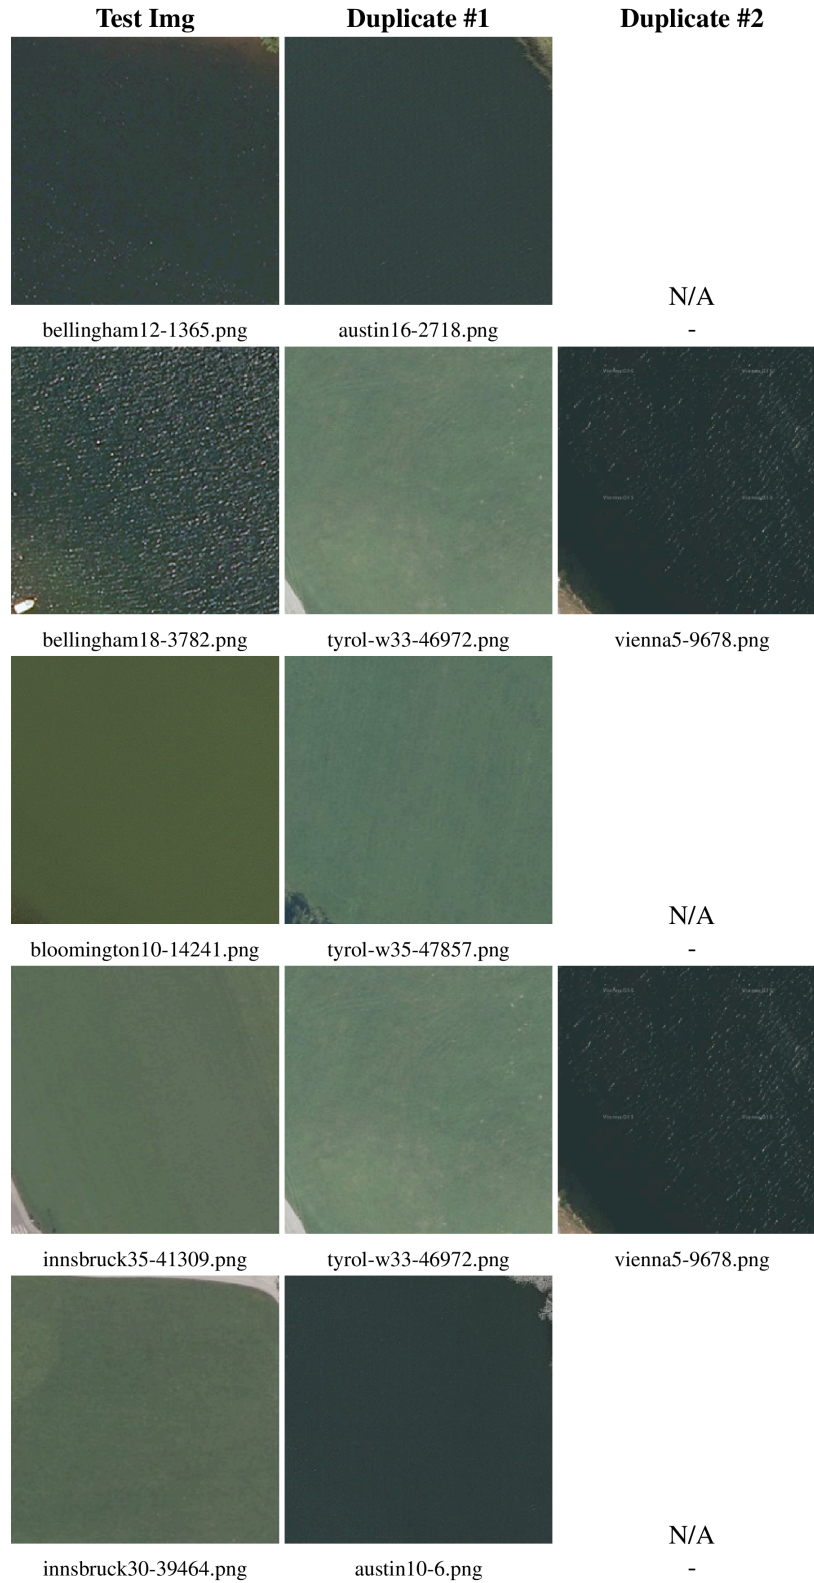 Test Img Duplicate #1 Duplicate #2
N/A
bellingham12-1365.png austin16-2718.png -
bellingham18-3782.png tyrol-w33-46972.png vienna5-9678.png
N/A
bloomington10-14241.png tyrol-w35-47857.png -
innsbruck35-41309.png tyrol-w33-46972.png vienna5-9678.png
N/A
innsbruck30-39464.png austin10-6.png -